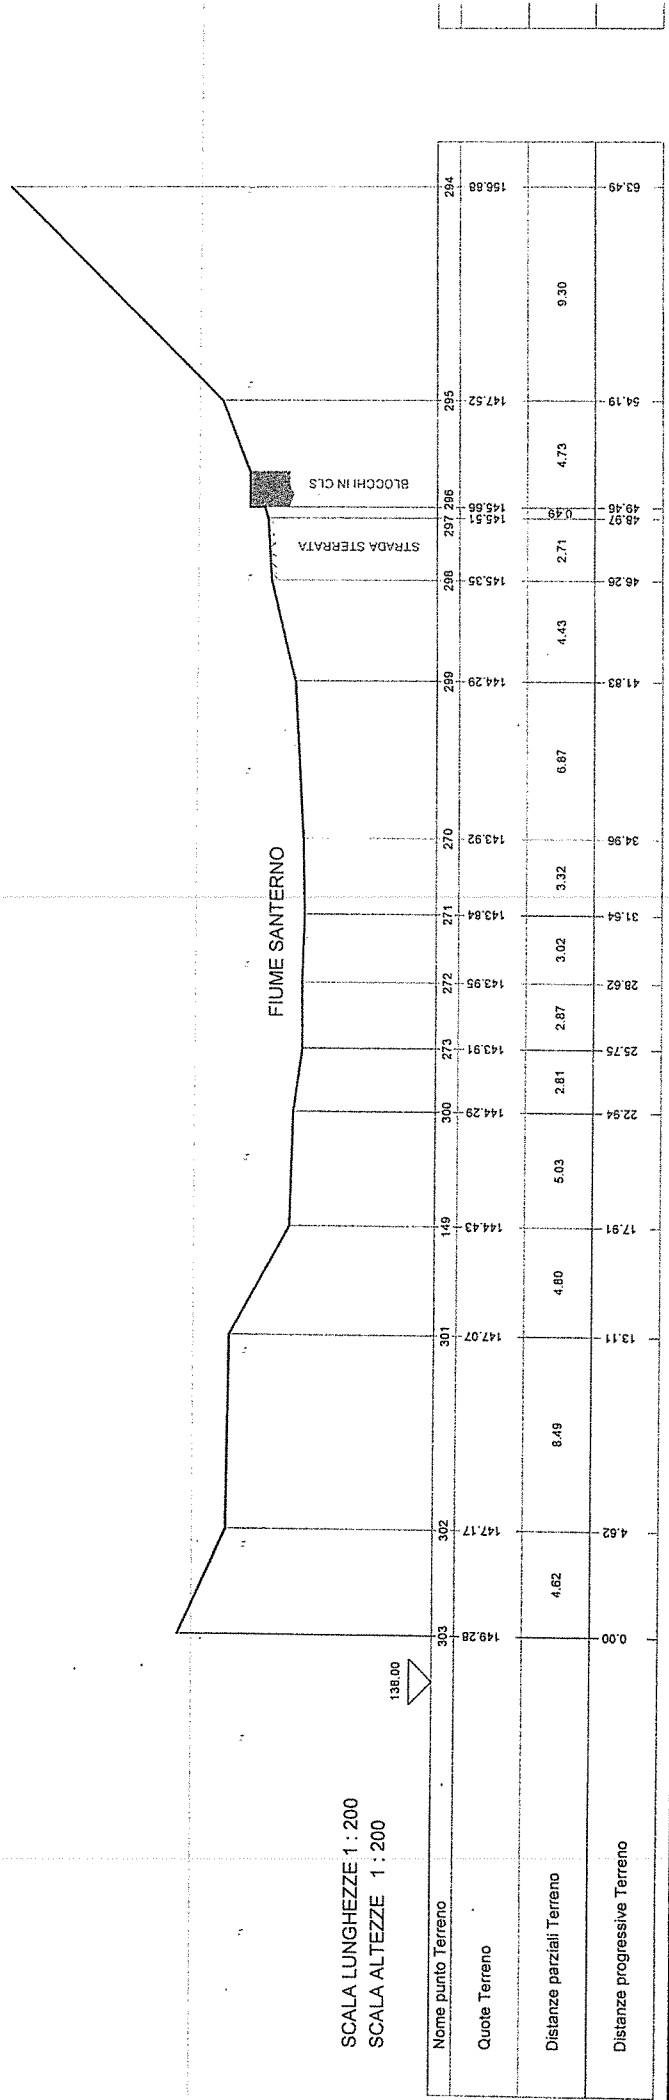 FIUME SANTERNO
STRADA STERRATA
BLOCCHI IN CLS
SCALA LUNGHEZZE 1 : 200
SCALA ALTEZZE 1 : 200
138.00
Nome punto Terreno 303 302 301 149 300 273 272 271 270 299 298 297 296 295 294
Quote Terreno 149.28 147.17 147.07 144.43 144.29 143.91 143.95 143.84 143.92 144.29 145.35 145.51 145.66 147.52 156.88
Distanze parziali Terreno 4.62 8.49 4.80 5.03 2.81 2.87 3.02 3.32 6.87 4.43 2.71 0.49 4.73 9.30
Distanze progressive Terreno 0.00 4.62 13.11 17.91 22.94 25.75 28.62 31.64 34.96 41.83 46.26 48.97 49.46 54.19 63.49